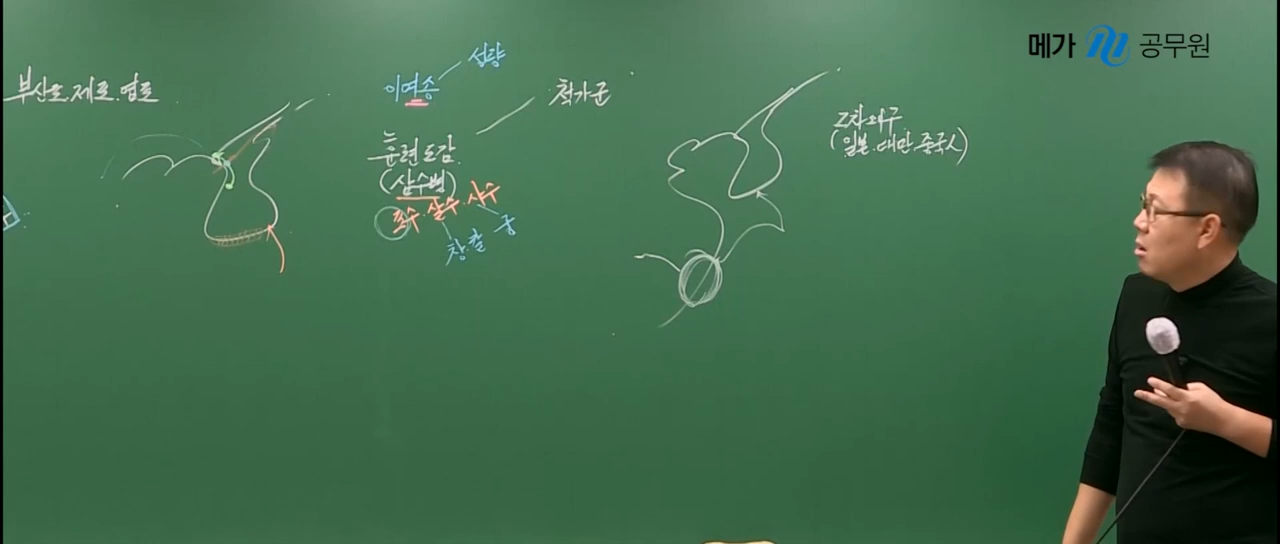 메가 공무원
부산포.제포.염포
이여송
성량
훈련도감
(삼수병)
척가군
포수.살수.사수
창.칼
궁
2차왜구
(일본.대만.중국人)